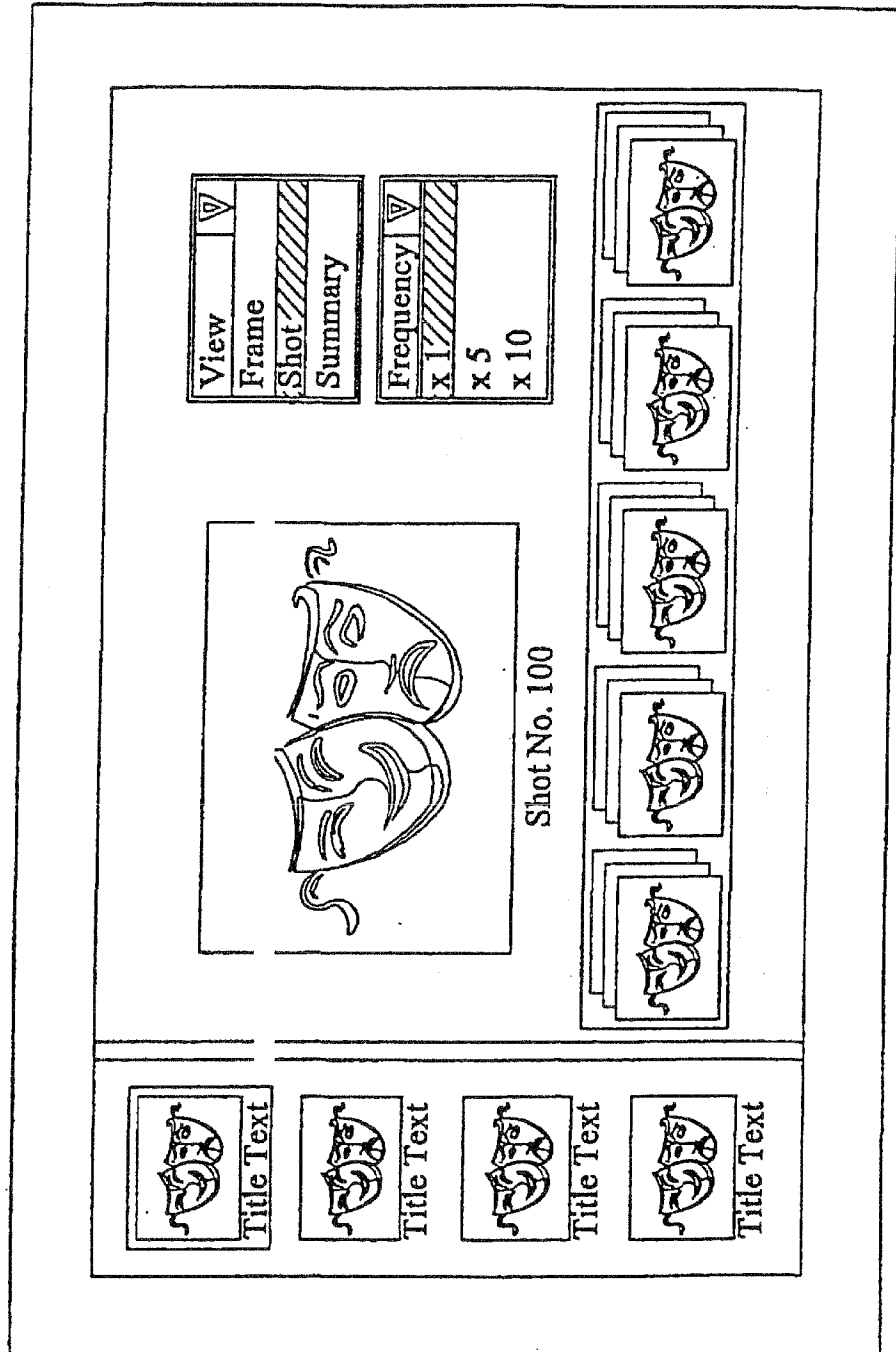 Title Text
Title Text
Title Text
Title Text
Shot No. 100
View
Frame
Shot
Summary
Frequency
x 1
x 5
x 10